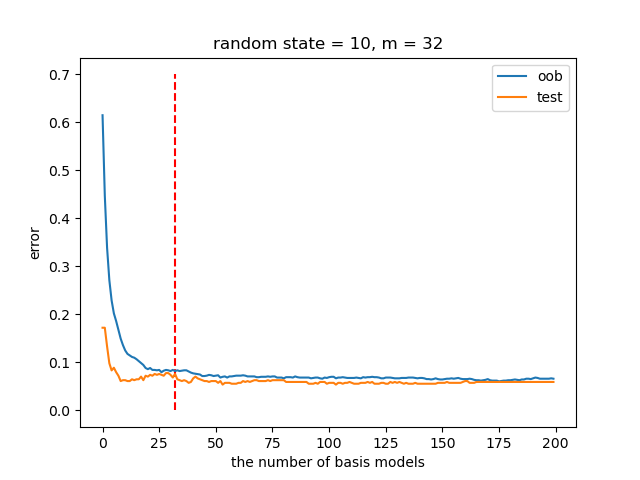 random state = 10, m = 32
0.7
0.6
0.5
0.4
0.3
0.2
0.1
0.0
error
oob
test
0 25 50 75 100 125 150 175 200
the number of basis models